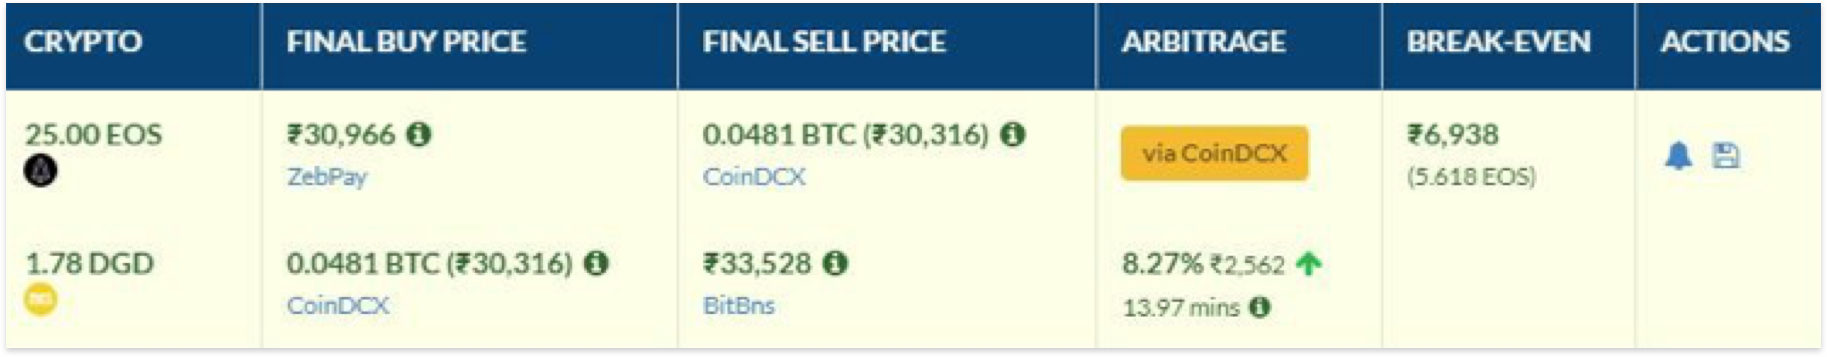 CRYPTO FINAL BUY PRICE FINAL SELL PRICE ARBITRAGE BREAK-EVEN ACTIONS
25.00 EOS ₹30,966 0.0481 BTC (₹30,316) via CoinDCX ₹6,938
ZebPay CoinDCX (5.618 EOS)
1.78 DGD 0.0481 BTC (₹30,316) ₹33,528 8.27% ₹2,562
CoinDCX BitBns 13.97 mins